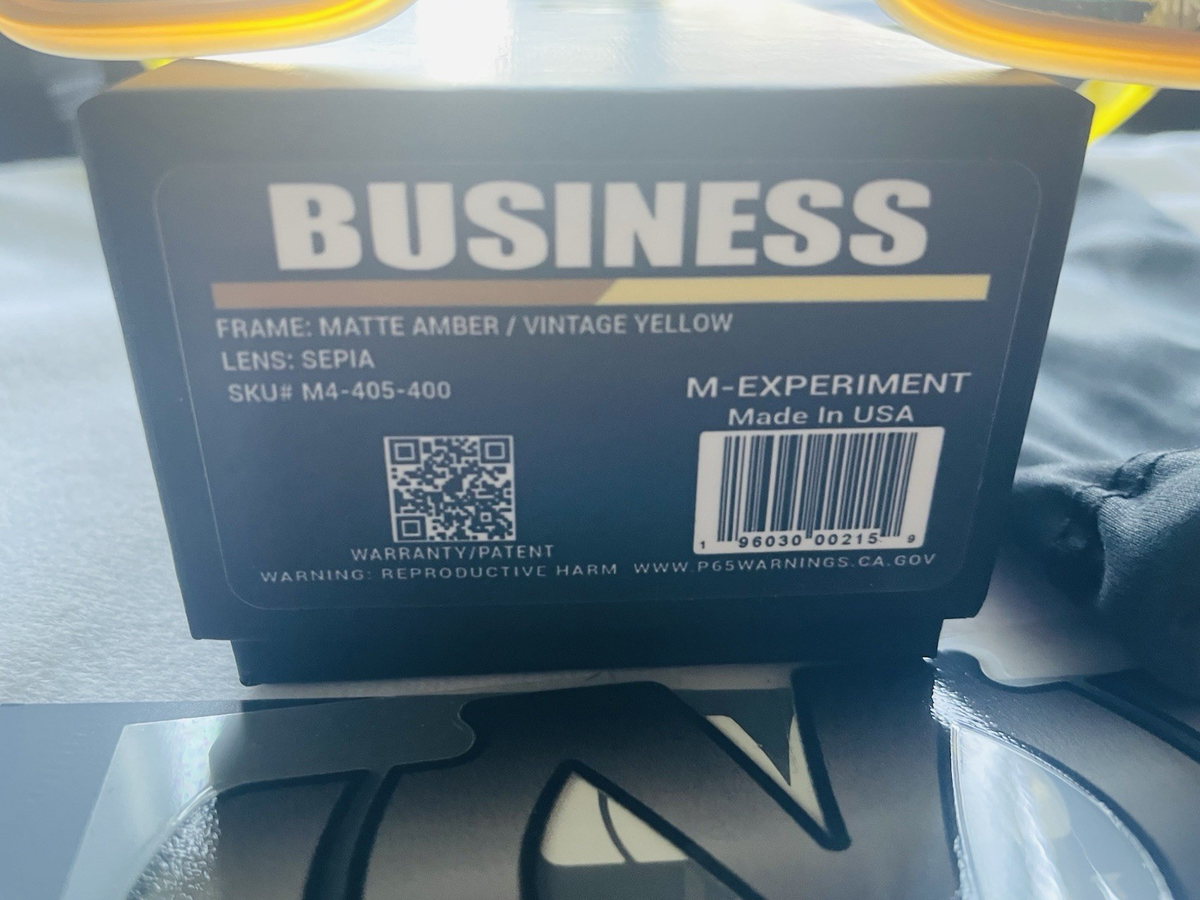 BUSINESS
FRAME: MATTE AMBER / VINTAGE YELLOW
LENS: SEPIA
SKU# M4-405-400
M-EXPERIMENT
Made In USA
1 96030 00215 9
WARRANTY/PATENT
WARNING: REPRODUCTIVE HARM WWW.P65WARNINGS.CA.GOV